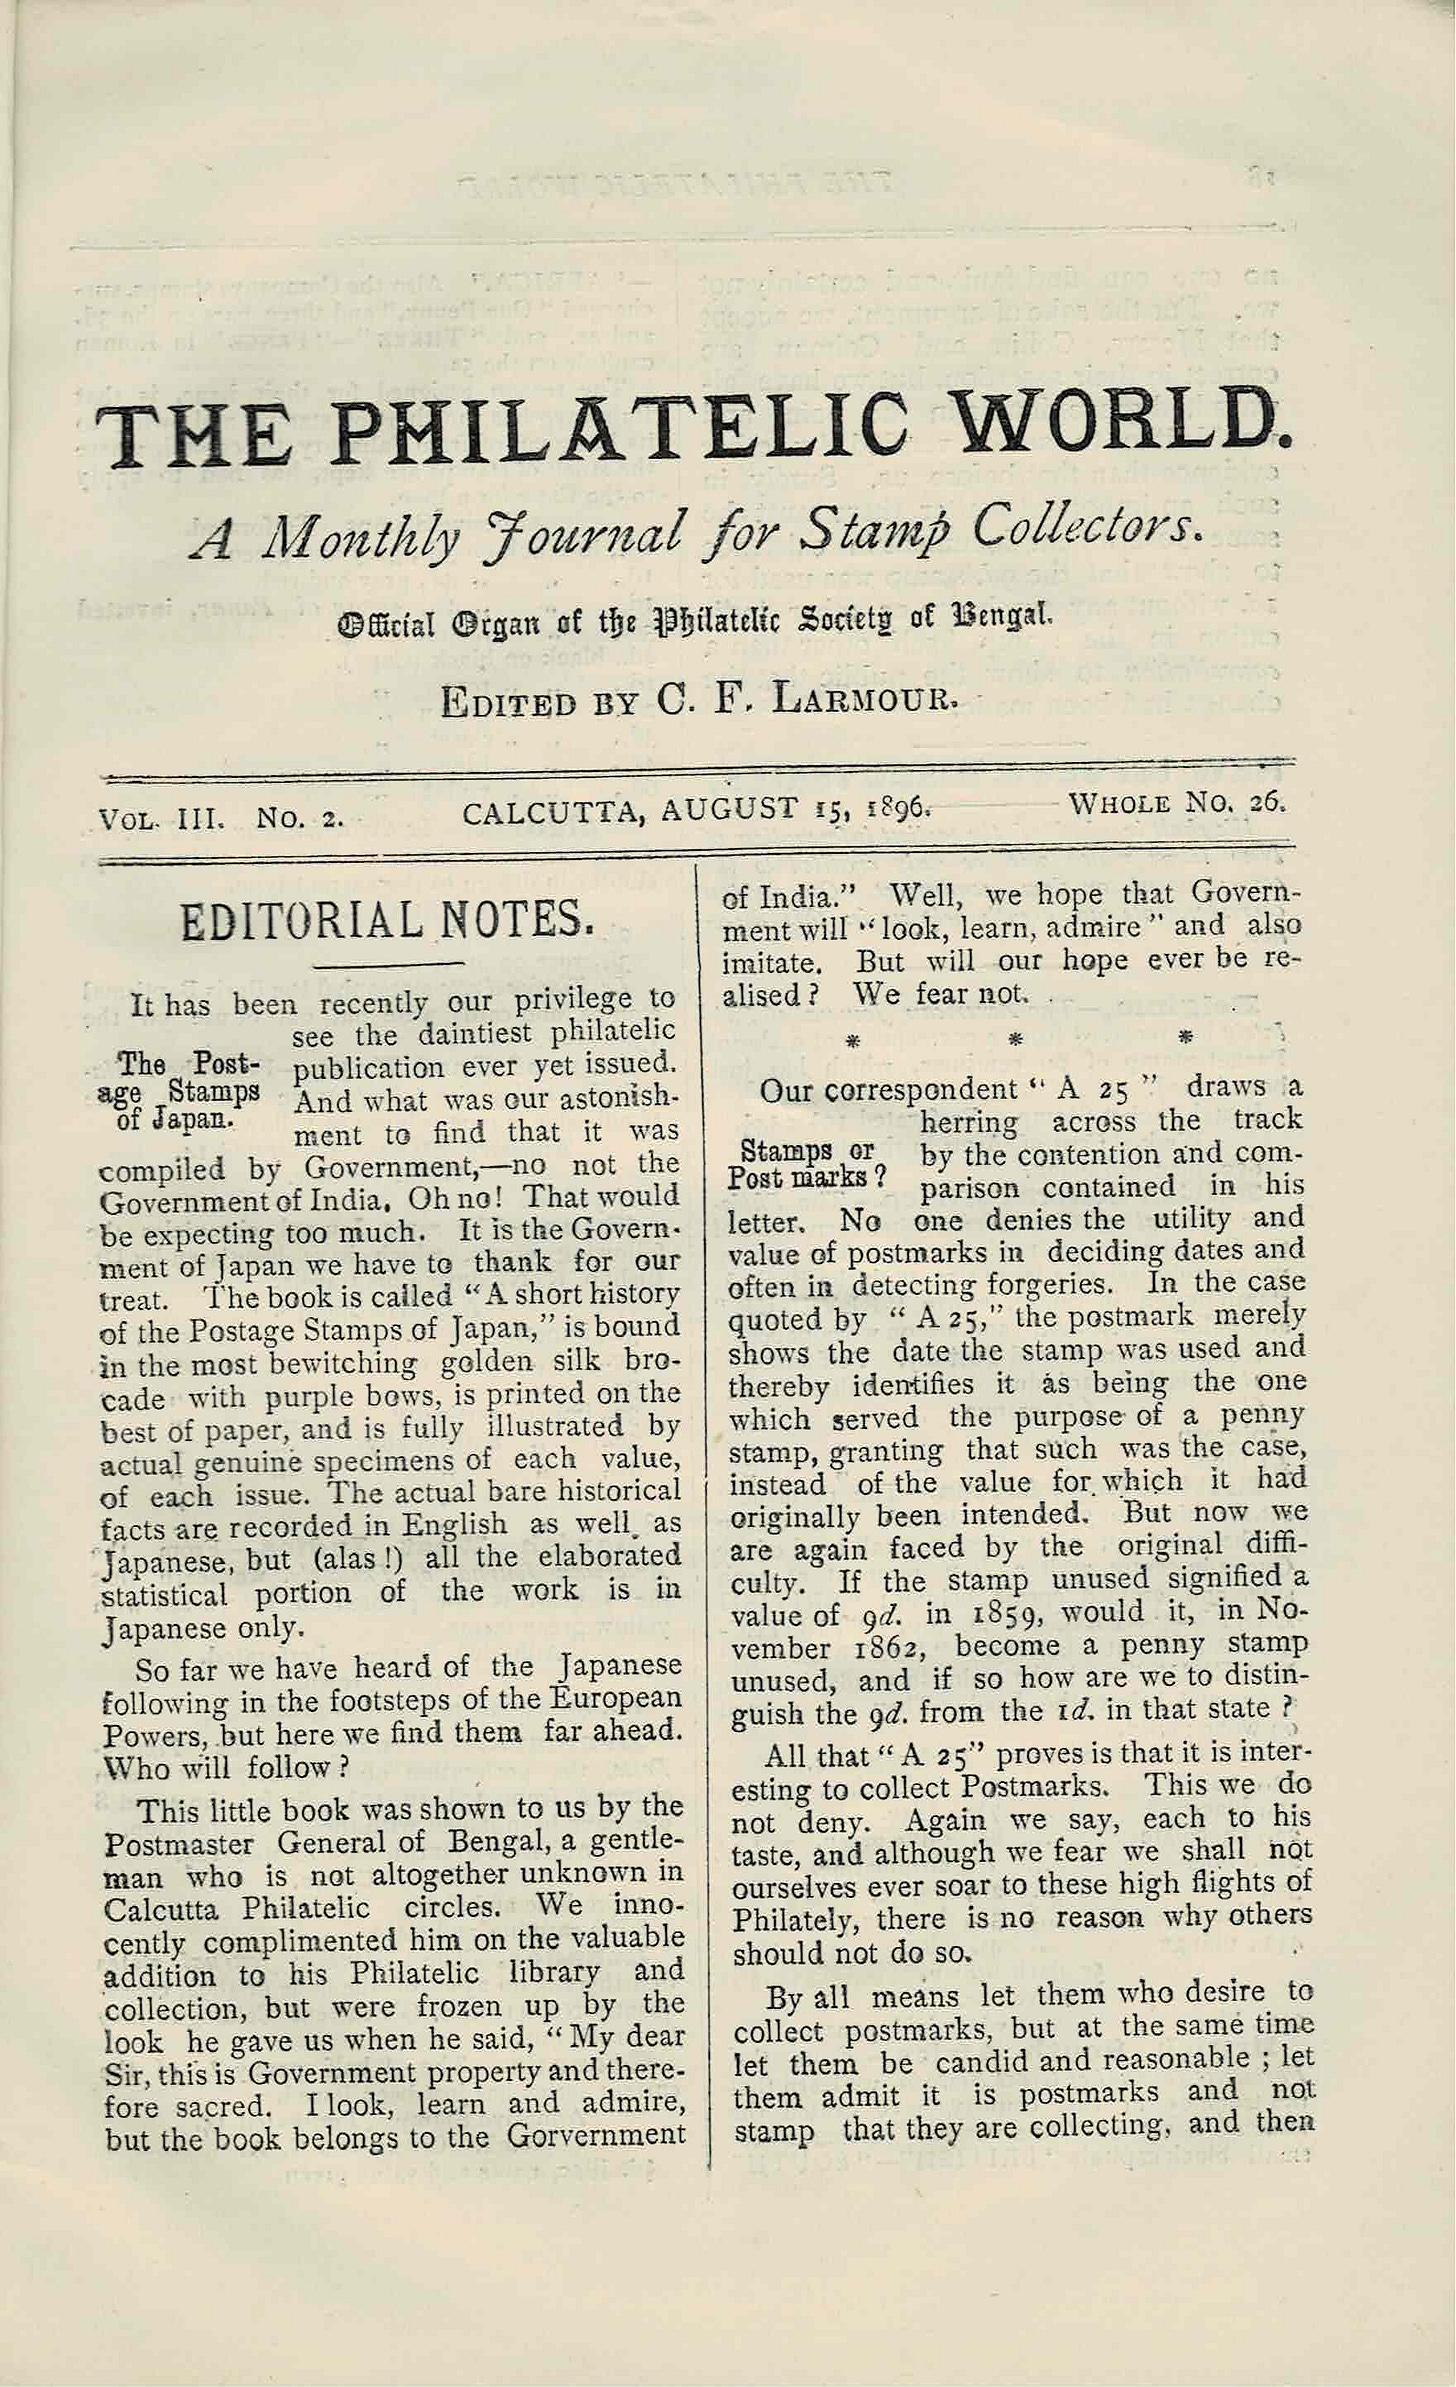 THE PHILATELIC WORLD.
A Monthly Journal for Stamp Collectors.
Official Organ of the Philatelic Society of Bengal.
EDITED BY C. F. LARMOUR.
VOL. III. NO. 2. CALCUTTA, AUGUST 15, 1896. WHOLE NO. 26.
EDITORIAL NOTES.
It has been recently our privilege to
see the daintiest philatelic
The Post- publication ever yet issued.
age Stamps And what was our astonish-
of Japan. ment to find that it was
compiled by Government,—no not the
Government of India. Oh no! That would
be expecting too much. It is the Govern-
ment of Japan we have to thank for our
treat. The book is called "A short history
of the Postage Stamps of Japan," is bound
in the most bewitching golden silk bro-
cade with purple bows, is printed on the
best of paper, and is fully illustrated by
actual genuine specimens of each value,
of each issue. The actual bare historical
facts are recorded in English as well as
Japanese, but (alas!) all the elaborated
statistical portion of the work is in
Japanese only.
So far we have heard of the Japanese
following in the footsteps of the European
Powers, but here we find them far ahead.
Who will follow?
This little book was shown to us by the
Postmaster General of Bengal, a gentle-
man who is not altogether unknown in
Calcutta Philatelic circles. We inno-
cently complimented him on the valuable
addition to his Philatelic library and
collection, but were frozen up by the
look he gave us when he said, "My dear
Sir, this is Government property and there-
fore sacred. I look, learn and admire,
but the book belongs to the Gorvernment
of India." Well, we hope that Govern-
ment will "look, learn, admire" and also
imitate. But will our hope ever be re-
alised? We fear not.
* * *
Our correspondent "A 25" draws a
herring across the track
Stamps or by the contention and com-
Post marks? parison contained in his
letter. No one denies the utility and
value of postmarks in deciding dates and
often in detecting forgeries. In the case
quoted by "A 25," the postmark merely
shows the date the stamp was used and
thereby identifies it as being the one
which served the purpose of a penny
stamp, granting that such was the case,
instead of the value for which it had
originally been intended. But now we
are again faced by the original diffi-
culty. If the stamp unused signified a
value of 9d. in 1859, would it, in No-
vember 1862, become a penny stamp
unused, and if so how are we to distin-
guish the 9d. from the 1d. in that state?
All that "A 25" proves is that it is inter-
esting to collect Postmarks. This we do
not deny. Again we say, each to his
taste, and although we fear we shall not
ourselves ever soar to these high flights of
Philately, there is no reason why others
should not do so.
By all means let them who desire to
collect postmarks, but at the same time
let them be candid and reasonable; let
them admit it is postmarks and not
stamp that they are collecting, and then